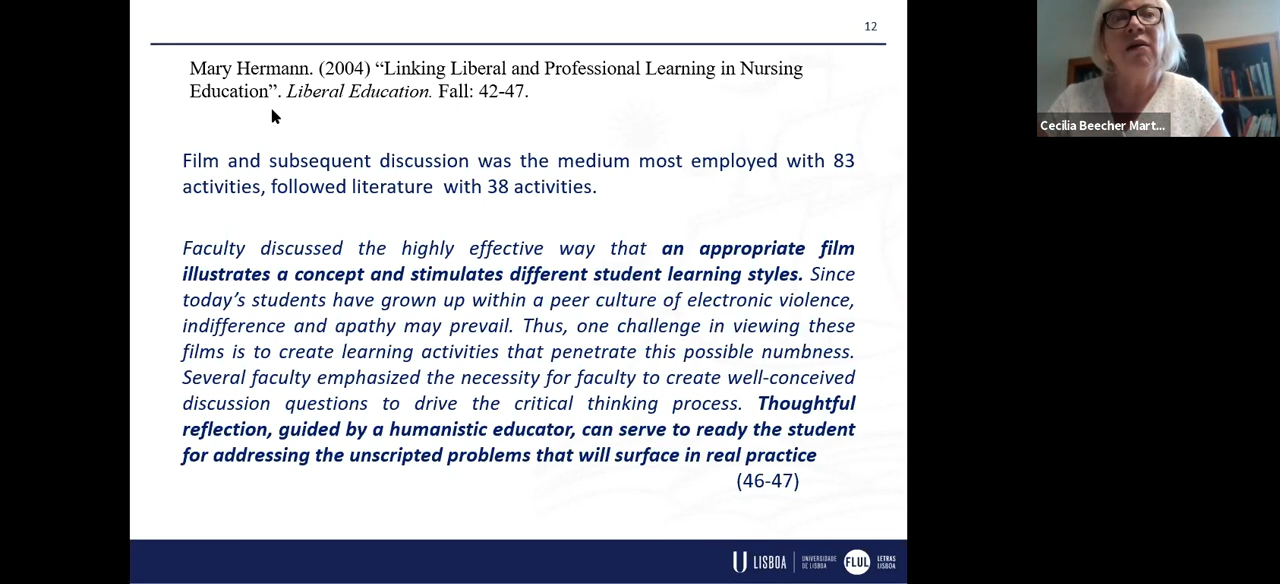 12
Mary Hermann. (2004) “Linking Liberal and Professional Learning in Nursing
Education”. Liberal Education. Fall: 42-47.
Cecilia Beecher Mart...
Film and subsequent discussion was the medium most employed with 83
activities, followed literature with 38 activities.
Faculty discussed the highly effective way that an appropriate film
illustrates a concept and stimulates different student learning styles. Since
today’s students have grown up within a peer culture of electronic violence,
indifference and apathy may prevail. Thus, one challenge in viewing these
films is to create learning activities that penetrate this possible numbness.
Several faculty emphasized the necessity for faculty to create well-conceived
discussion questions to drive the critical thinking process. Thoughtful
reflection, guided by a humanistic educator, can serve to ready the student
for addressing the unscripted problems that will surface in real practice
(46-47)
U LISBOA
UNIVERSIDADE
DE LISBOA
FLUL
LETRAS
LISBOA